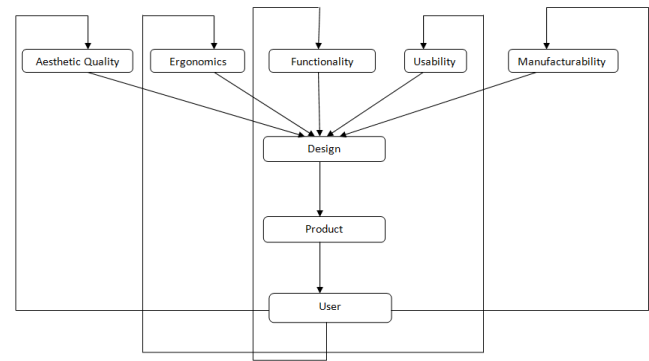 Aesthetic Quality
Ergonomics
Functionality
Usability
Manufacturability
Design
Product
User